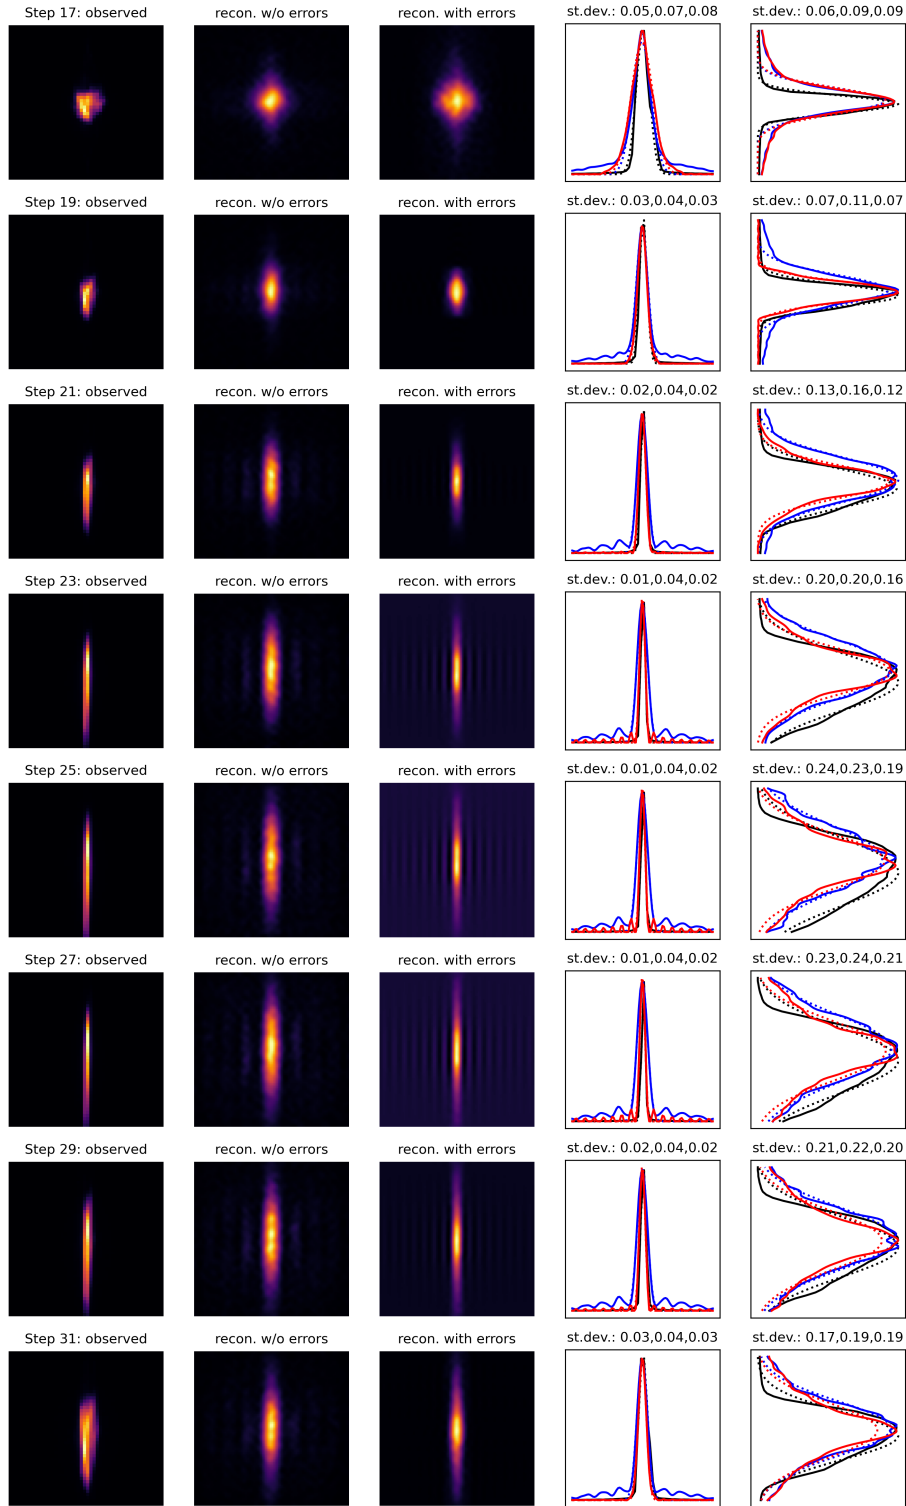 Step 17: observed recon. w/o errors recon. with errors st.dev.: 0.05,0.07,0.08 st.dev.: 0.06,0.09,0.09
Step 19: observed recon. w/o errors recon. with errors st.dev.: 0.03,0.04,0.03 st.dev.: 0.07,0.11,0.07
Step 21: observed recon. w/o errors recon. with errors st.dev.: 0.02,0.04,0.02 st.dev.: 0.13,0.16,0.12
Step 23: observed recon. w/o errors recon. with errors st.dev.: 0.01,0.04,0.02 st.dev.: 0.20,0.20,0.16
Step 25: observed recon. w/o errors recon. with errors st.dev.: 0.01,0.04,0.02 st.dev.: 0.24,0.23,0.19
Step 27: observed recon. w/o errors recon. with errors st.dev.: 0.01,0.04,0.02 st.dev.: 0.23,0.24,0.21
Step 29: observed recon. w/o errors recon. with errors st.dev.: 0.02,0.04,0.02 st.dev.: 0.21,0.22,0.20
Step 31: observed recon. w/o errors recon. with errors st.dev.: 0.03,0.04,0.03 st.dev.: 0.17,0.19,0.19